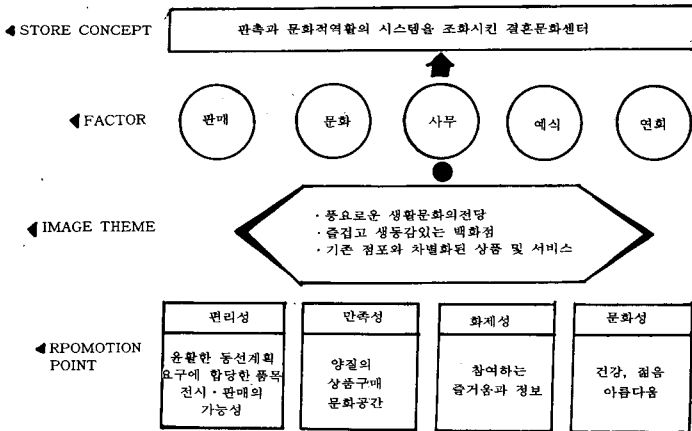 STORE CONCEPT
판촉과 문화적역활의 시스템을 조화시킨 결혼문화센터
FACTOR
판매
문화
사무
예식
연회
IMAGE THEME
· 풍요로운 생활문화의전당
· 즐겁고 생동감있는 백화점
· 기존 점포와 차별화된 상품 및 서비스
RPOMOTION
POINT
편리성
윤활한 동선계획
요구에 합당한 품목
전시 · 판매의
가능성
만족성
양질의
상품구매
문화공간
화제성
참여하는
즐거움과 정보
문화성
건강, 젊음
아름다움